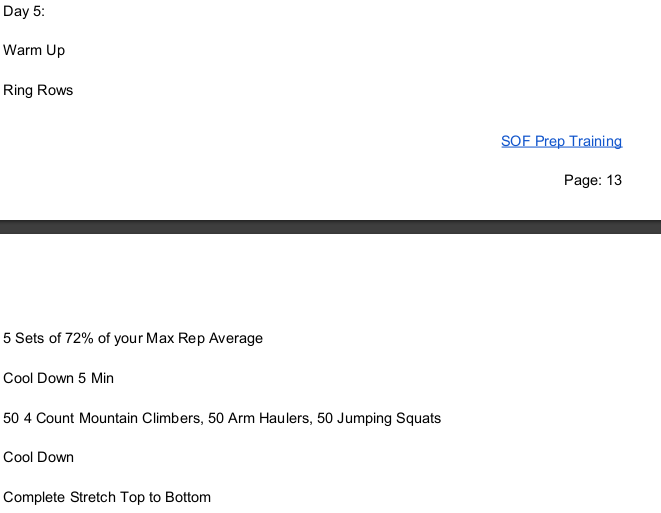 Day 5:
Warm Up
Ring Rows
SOF Prep Training
Page: 13
5 Sets of 72% of your Max Rep Average
Cool Down 5 Min
50 4 Count Mountain Climbers, 50 Arm Haulers, 50 Jumping Squats
Cool Down
Complete Stretch Top to Bottom